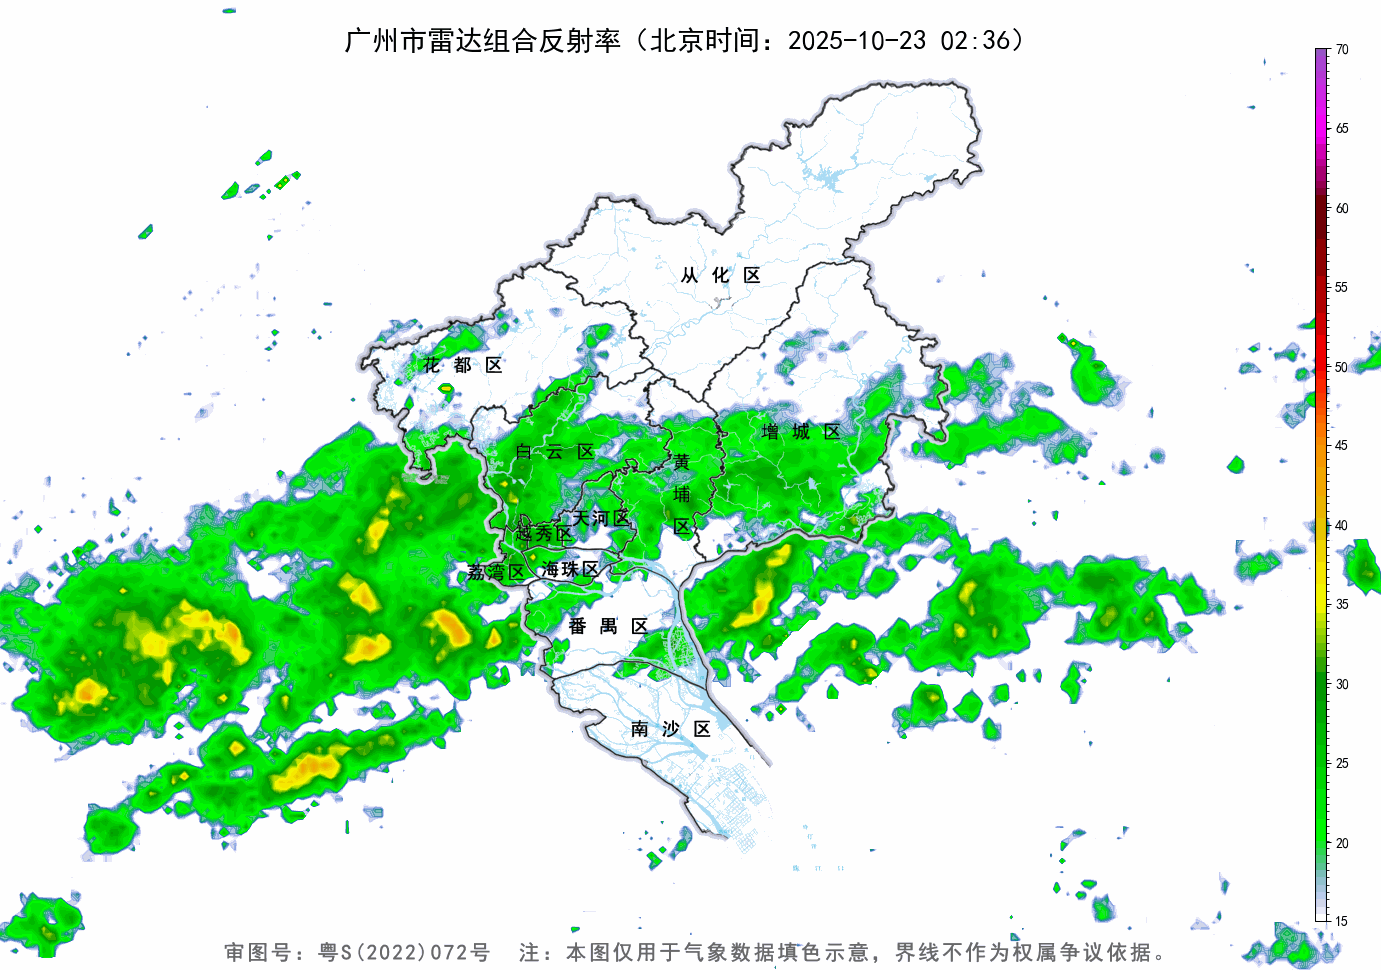 广州市雷达组合反射率（北京时间：2025-10-23 02:36）
70
65
60
55
50
45
40
35
30
25
20
15
从化区
花都区
增城区
白云区
黄埔区
天河区
越秀区
荔湾区
海珠区
番禺区
南沙区
审图号：粤S(2022)072号 注：本图仅用于气象数据填色示意，界线不作为权属争议依据。